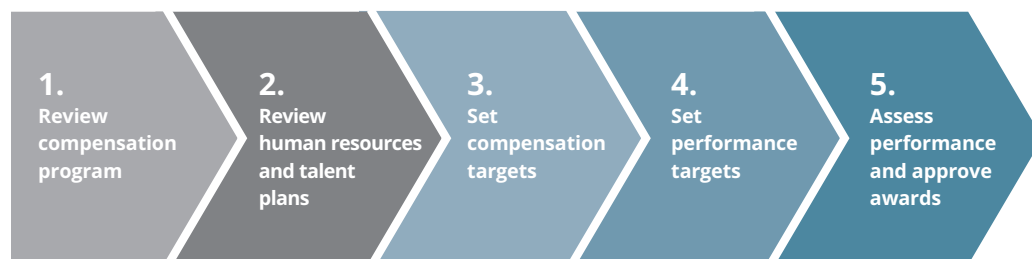 1.
Review
compensation
program
2.
Review
human resources
and talent
plans
3.
Set
compensation
targets
4.
Set
performance
targets
5.
Assess
performance
and approve
awards